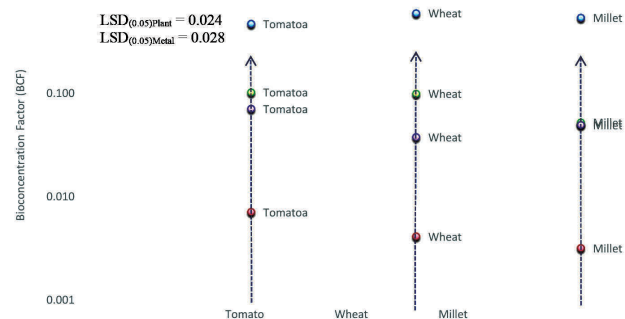 LSD(0.05)Plant = 0.024
LSD(0.05)Metal = 0.028
Tomatoa
Wheat
Millet
Bioconcentration Factor (BCF)
0.100
Tomatoa
Wheat
Tomatoa
Millet
Millet
Wheat
0.010
Tomatoa
Wheat
Millet
0.001
Tomato Wheat Millet